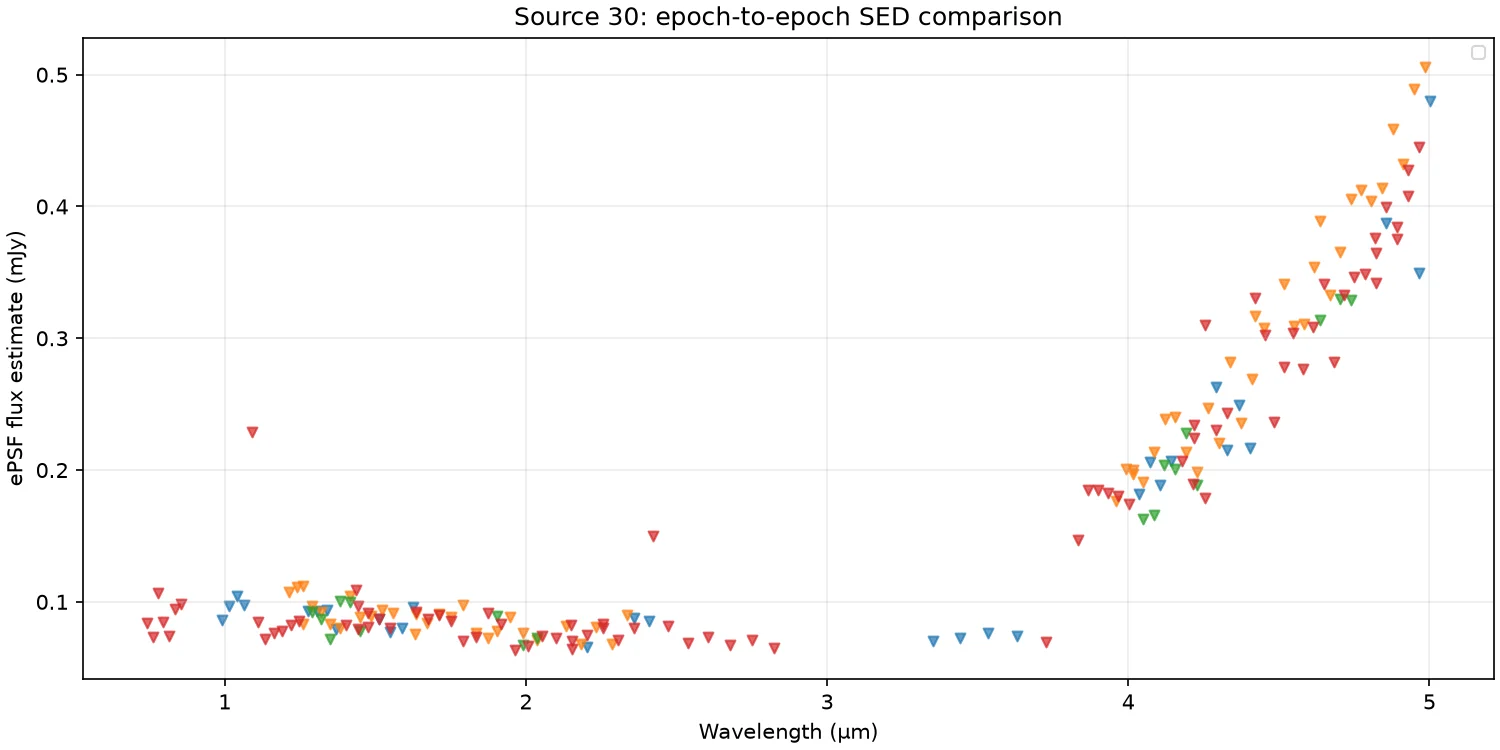 Source 30: epoch-to-epoch SED comparison
ePSF flux estimate (mJy)
0.5
0.4
0.3
0.2
0.1
1 2 3 4 5
Wavelength (μm)